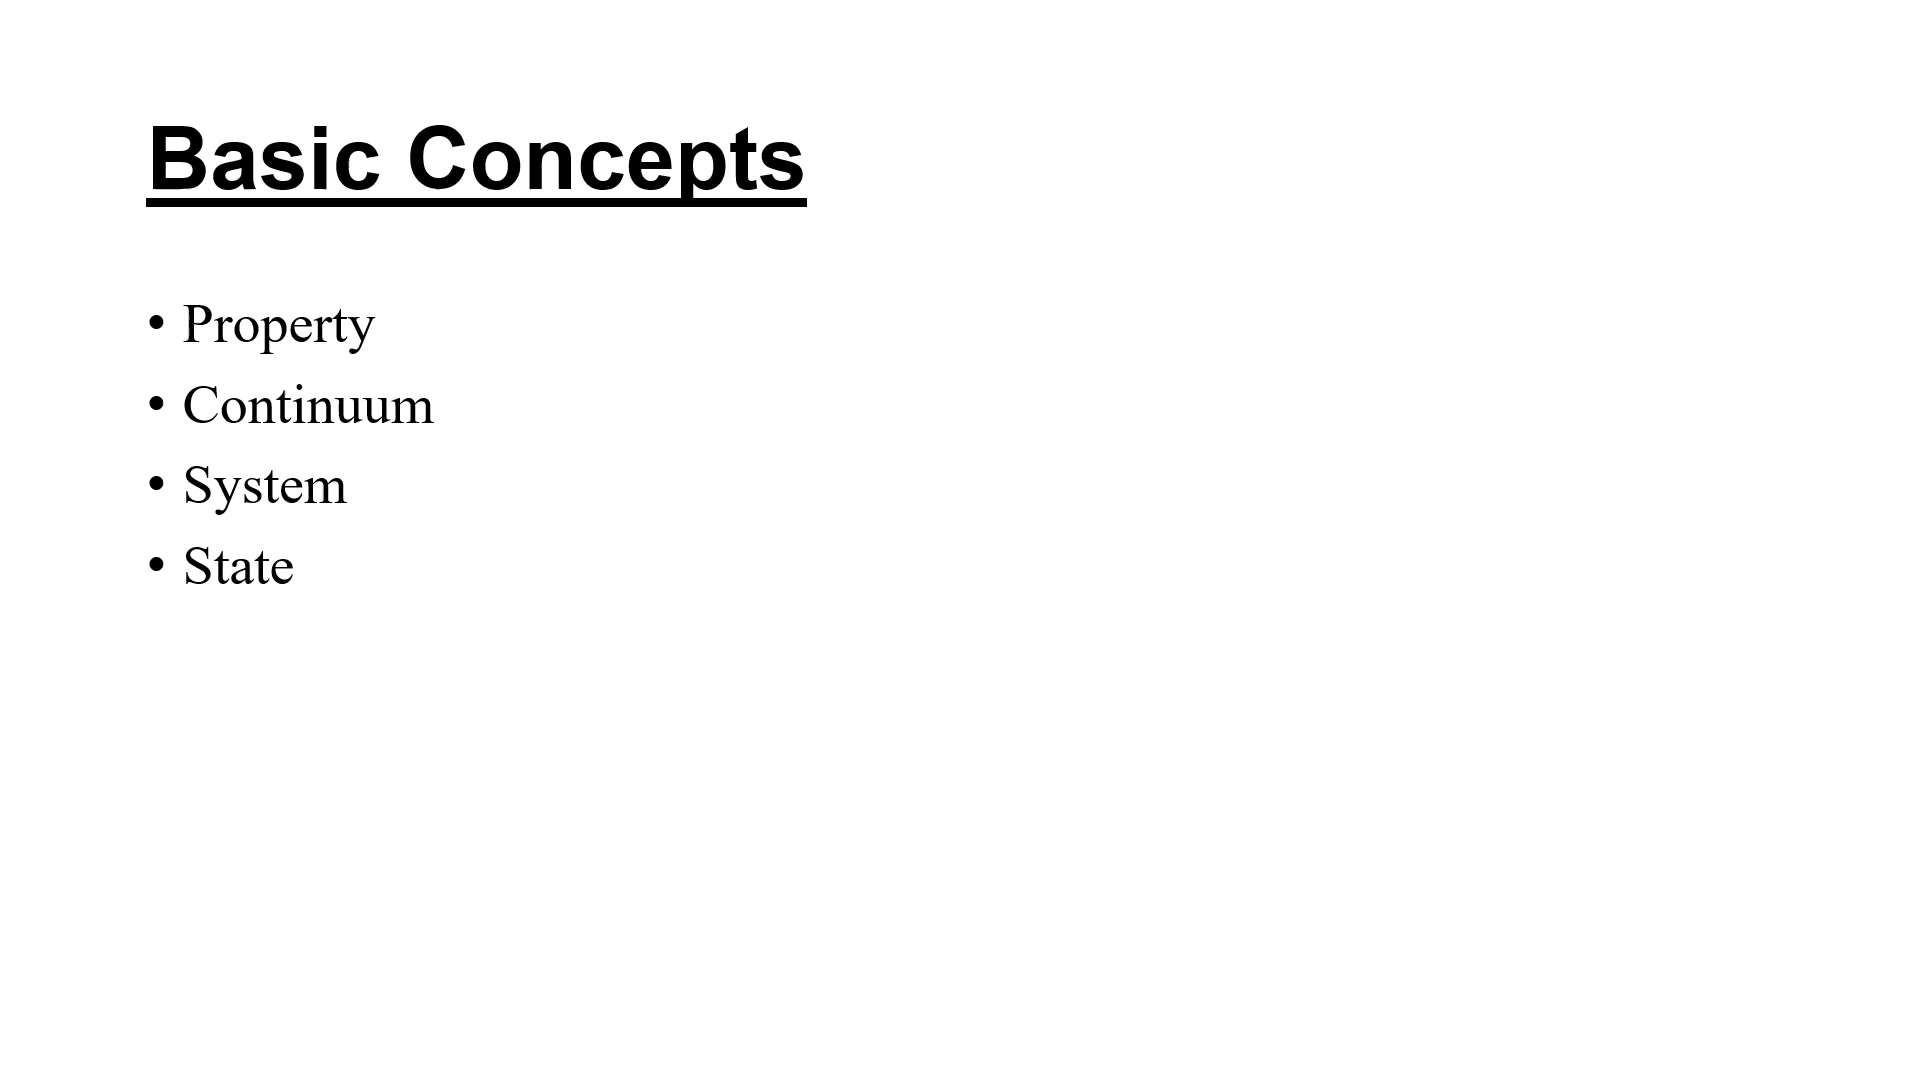 Basic Concepts
• Property
• Continuum
• System
• State